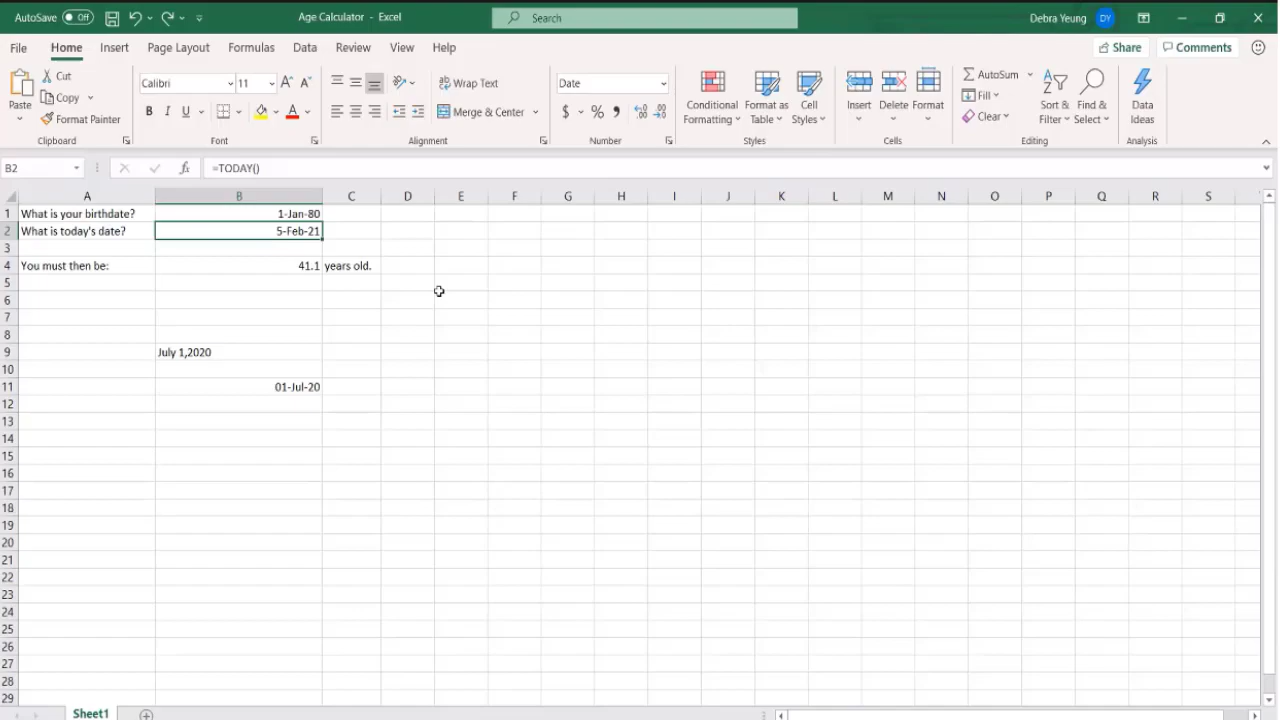 AutoSave Off Age Calculator - Excel Search Debra Yeung DY
File Home Insert Page Layout Formulas Data Review View Help Share Comments
Cut Calibri 11 Wrap Text Date AutoSum
Copy Fill
Paste Format Painter B I U Merge & Center $ % Conditional Formatting Format as Table Cell Styles Insert Delete Format Clear Sort & Filter Find & Select Data Ideas
Clipboard Font Alignment Number Styles Cells Editing Analysis
B2 fx =TODAY()
A B C D E F G H I J K L M N O P Q R S
1 What is your birthdate? 1-Jan-80
2 What is today's date? 5-Feb-21
3
4 You must then be: 41.1 years old.
5
6
7
8
9 July 1,2020
10
11 01-Jul-20
12
13
14
15
16
17
18
19
20
21
22
23
24
25
26
27
28
29
Sheet1